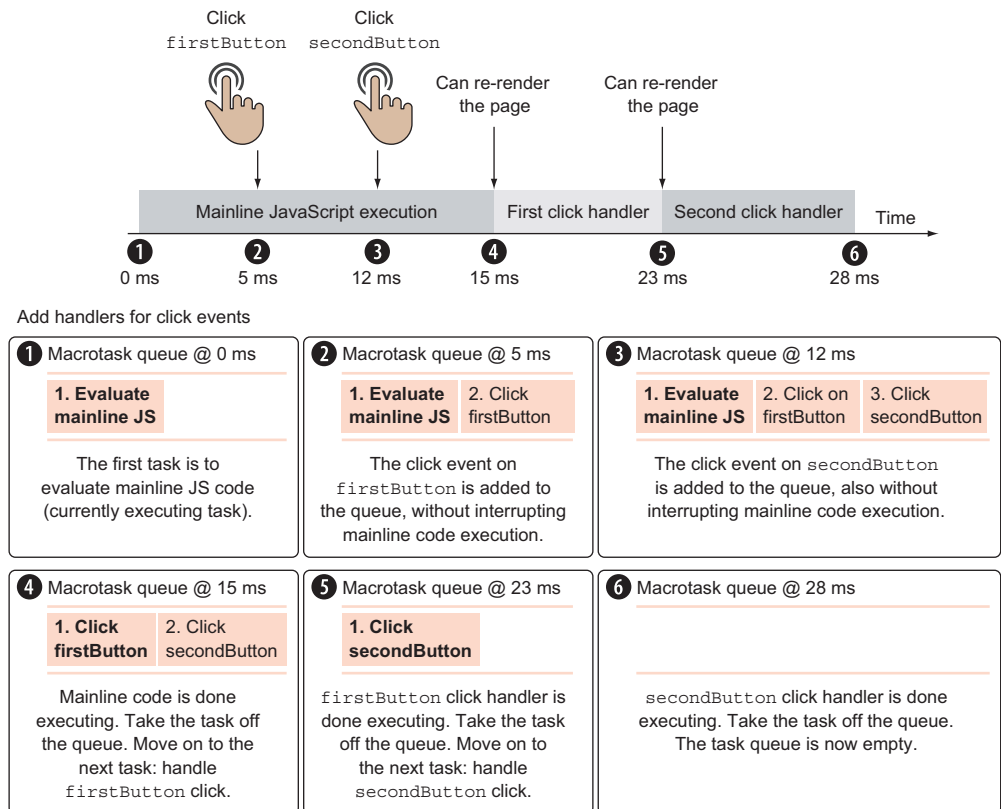 Click
firstButton
Click
secondButton
Can re-render
the page
Can re-render
the page
Mainline JavaScript execution
First click handler
Second click handler
Time
1
2
3
4
5
6
0 ms
5 ms
12 ms
15 ms
23 ms
28 ms
Add handlers for click events
1 Macrotask queue @ 0 ms
1. Evaluate
mainline JS
The first task is to
evaluate mainline JS code
(currently executing task).
2 Macrotask queue @ 5 ms
1. Evaluate
mainline JS
2. Click
firstButton
The click event on
firstButton is added to
the queue, without interrupting
mainline code execution.
3 Macrotask queue @ 12 ms
1. Evaluate
mainline JS
2. Click on
firstButton
3. Click
secondButton
The click event on secondButton
is added to the queue, also without
interrupting mainline code execution.
4 Macrotask queue @ 15 ms
1. Click
firstButton
2. Click
secondButton
Mainline code is done
executing. Take the task off
the queue. Move on to the
next task: handle
firstButton click.
5 Macrotask queue @ 23 ms
1. Click
secondButton
firstButton click handler is
done executing. Take the task
off the queue. Move on to
the next task: handle
secondButton click.
6 Macrotask queue @ 28 ms
secondButton click handler is done
executing. Take the task off the queue.
The task queue is now empty.